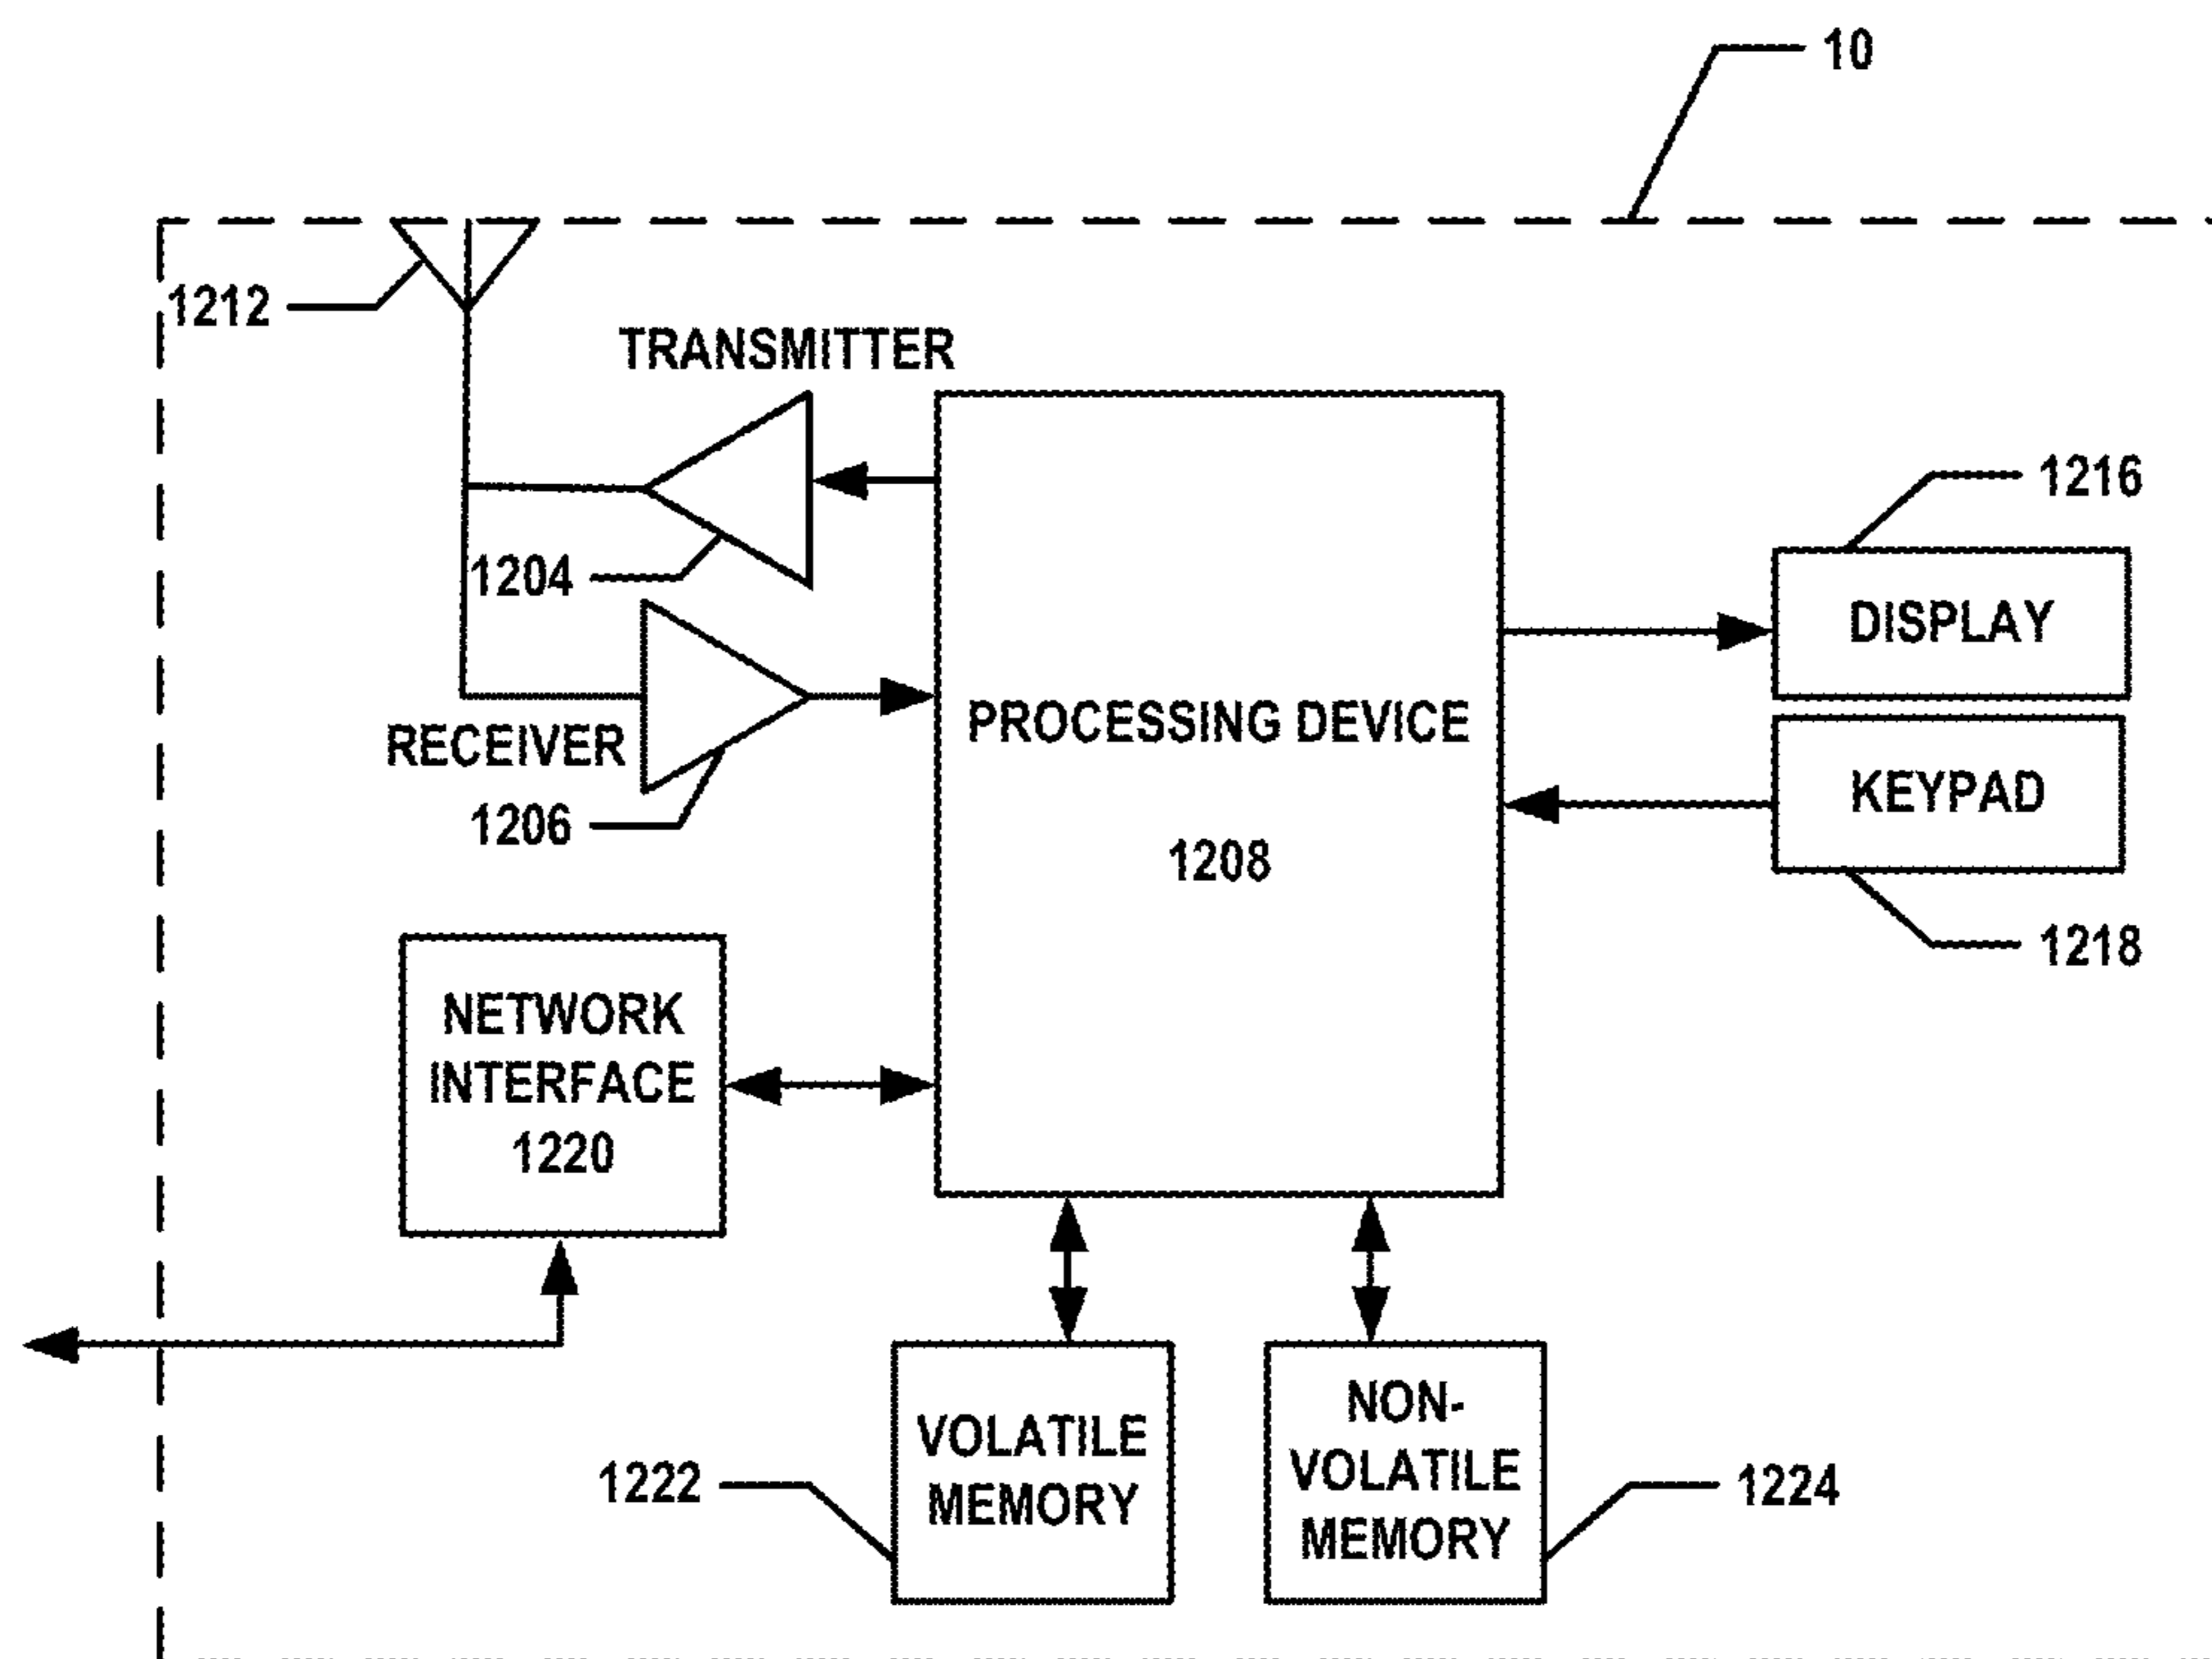 10
1212
TRANSMITTER
1204
1216
DISPLAY
PROCESSING DEVICE
1208
RECEIVER
1206
KEYPAD
1218
NETWORK
INTERFACE
1220
VOLATILE
MEMORY
1222
NON-
VOLATILE
MEMORY
1224